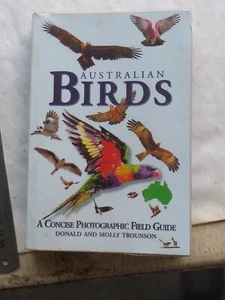 AUSTRALIAN
BIRDS
A CONCISE PHOTOGRAPHIC FIELD GUIDE
DONALD AND MOLLY TROUNSON